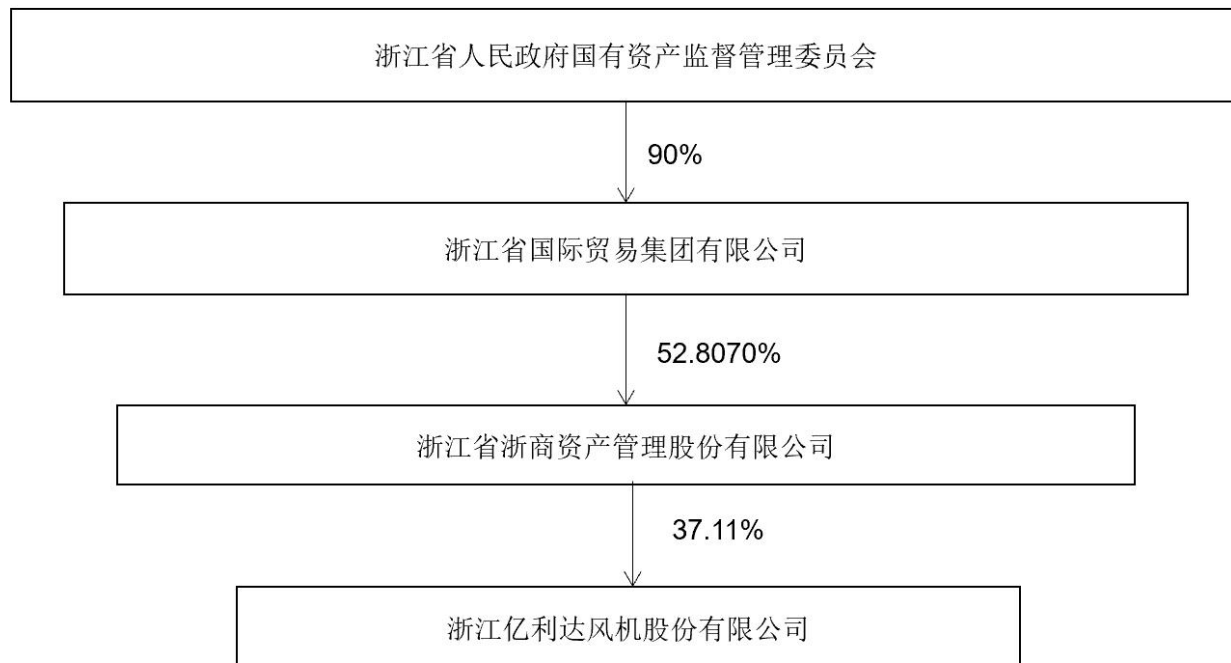 浙江省人民政府国有资产监督管理委员会
90%
浙江省国际贸易集团有限公司
52.8070%
浙江省浙商资产管理股份有限公司
37.11%
浙江亿利达风机股份有限公司